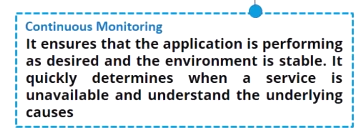 Continuous Monitoring
It ensures that the application is performing
as desired and the environment is stable. It
quickly determines when a service is
unavailable and understand the underlying
causes